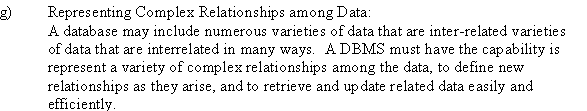 g) Representing Complex Relationships among Data:
A database may include numerous varieties of data that are inter-related varieties
of data that are interrelated in many ways. A DBMS must have the capability is
represent a variety of complex relationships among the data, to define new
relationships as they arise, and to retrieve and update related data easily and
efficiently.